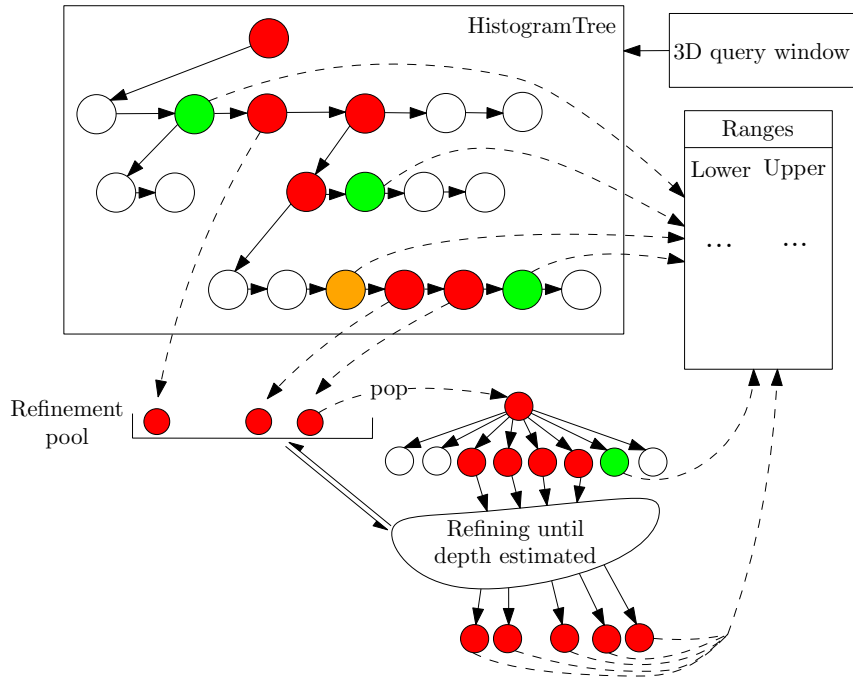 HistogramTree
3D query window
Ranges
Lower Upper
... ...
Refinement
pool
pop
Refining until
depth estimated